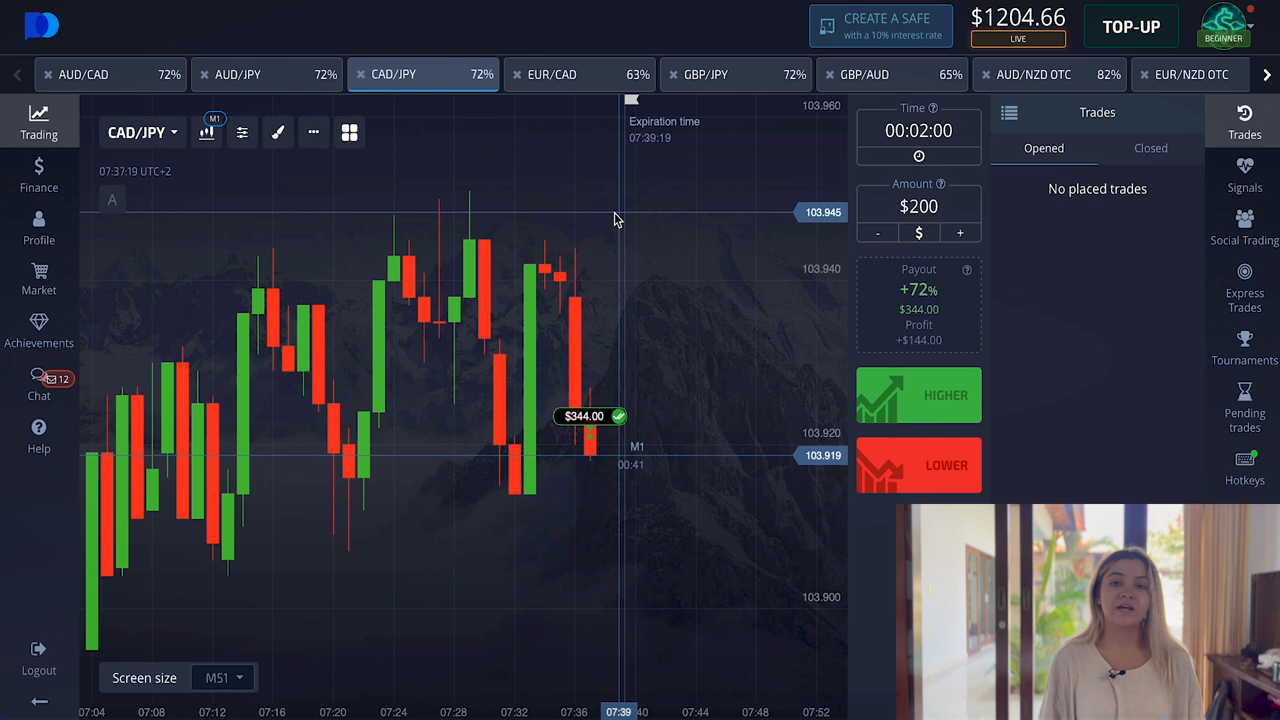 CREATE A SAFE
with a 10% interest rate
$1204.66
LIVE
TOP-UP
BEGINNER
AUD/CAD 72%
AUD/JPY 72%
CAD/JPY 72%
EUR/CAD 63%
GBP/JPY 72%
GBP/AUD 65%
AUD/NZD OTC 82%
EUR/NZD OTC
Trading
Finance
Profile
Market
Achievements
12
Chat
Help
Logout
CAD/JPY
M1
07:37:19 UTC+2
A
Expiration time
07:39:19
103.960
103.945
103.940
103.920
103.919
103.900
$344.00
M1
00:41
Screen size M51
07:04 07:08 07:12 07:16 07:20 07:24 07:28 07:32 07:36 07:39 40 07:44 07:48 07:52
Time
00:02:00
Amount
$200
- $ +
Payout
+72%
$344.00
Profit
+$144.00
HIGHER
LOWER
Trades
Opened Closed
No placed trades
Trades
Signals
Social Trading
Express
Trades
Tournaments
Pending
trades
Hotkeys